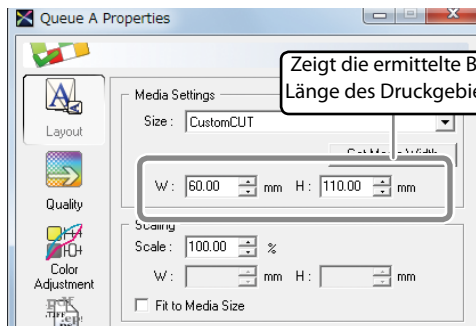 Queue A Properties
Zeigt die ermittelte
Länge des
Media Settings
Size : CustomCUT
Layout
W : 60.00 mm H : 110.00 mm
Quality
Scaling
Scale : 100.00 %
Color
Adjustment
W : mm H : mm
Fit to Media Size